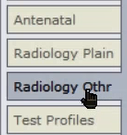 Antenatal
Radiology Plain
Radiology Othr
Test Profiles